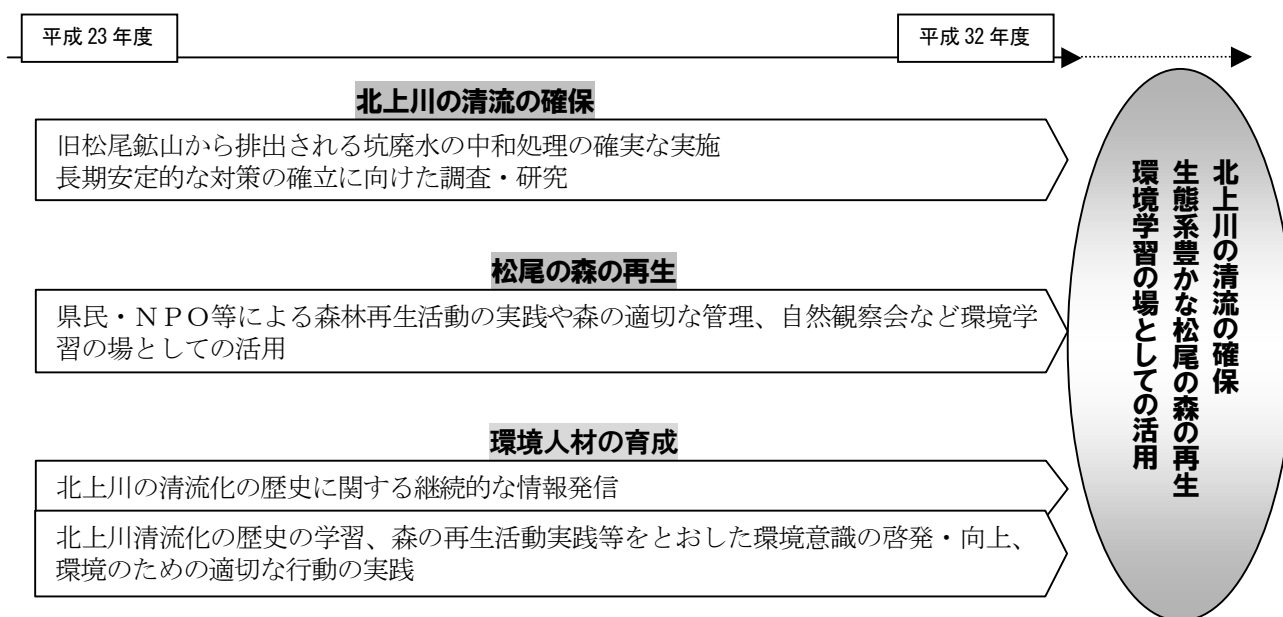 平成23年度
平成32年度
北上川の清流の確保
旧松尾鉱山から排出される坑廃水の中和処理の確実な実施
長期安定的な対策の確立に向けた調査・研究
松尾の森の再生
県民・ＮＰＯ等による森林再生活動の実践や森の適切な管理、自然観察会など環境学
習の場としての活用
環境人材の育成
北上川の清流化の歴史に関する継続的な情報発信
北上川清流化の歴史の学習、森の再生活動実践等をとおした環境意識の啓発・向上、
環境のための適切な行動の実践
北上川の清流の確保
生態系豊かな松尾の森の再生
環境学習の場としての活用